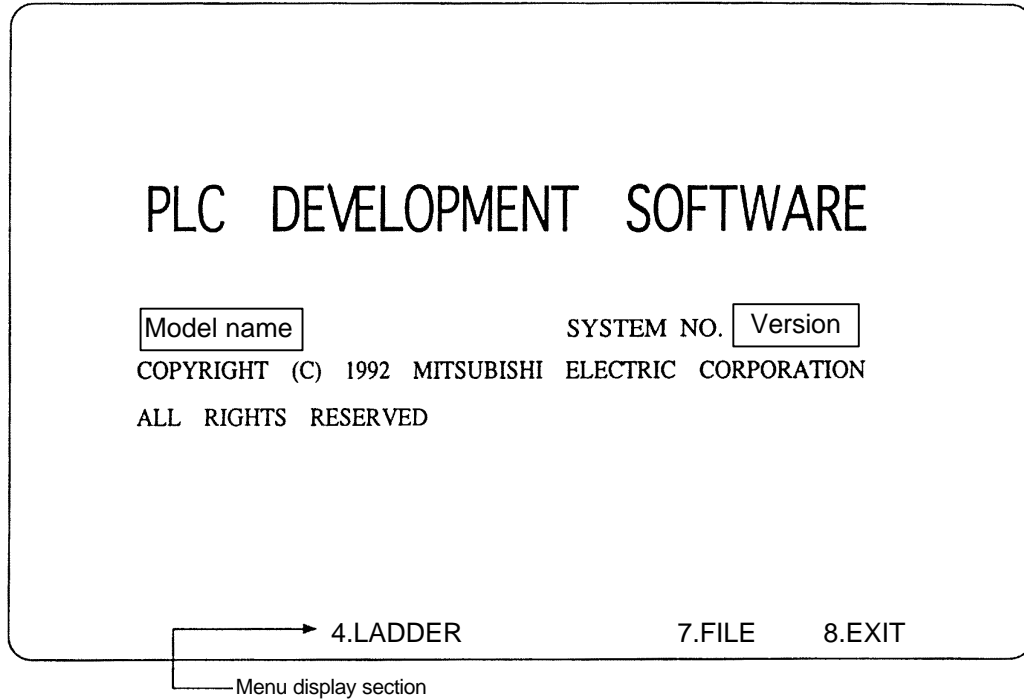 PLC DEVELOPMENT SOFTWARE
Model name SYSTEM NO. Version
COPYRIGHT (C) 1992 MITSUBISHI ELECTRIC CORPORATION
ALL RIGHTS RESERVED
4.LADDER 7.FILE 8.EXIT
Menu display section